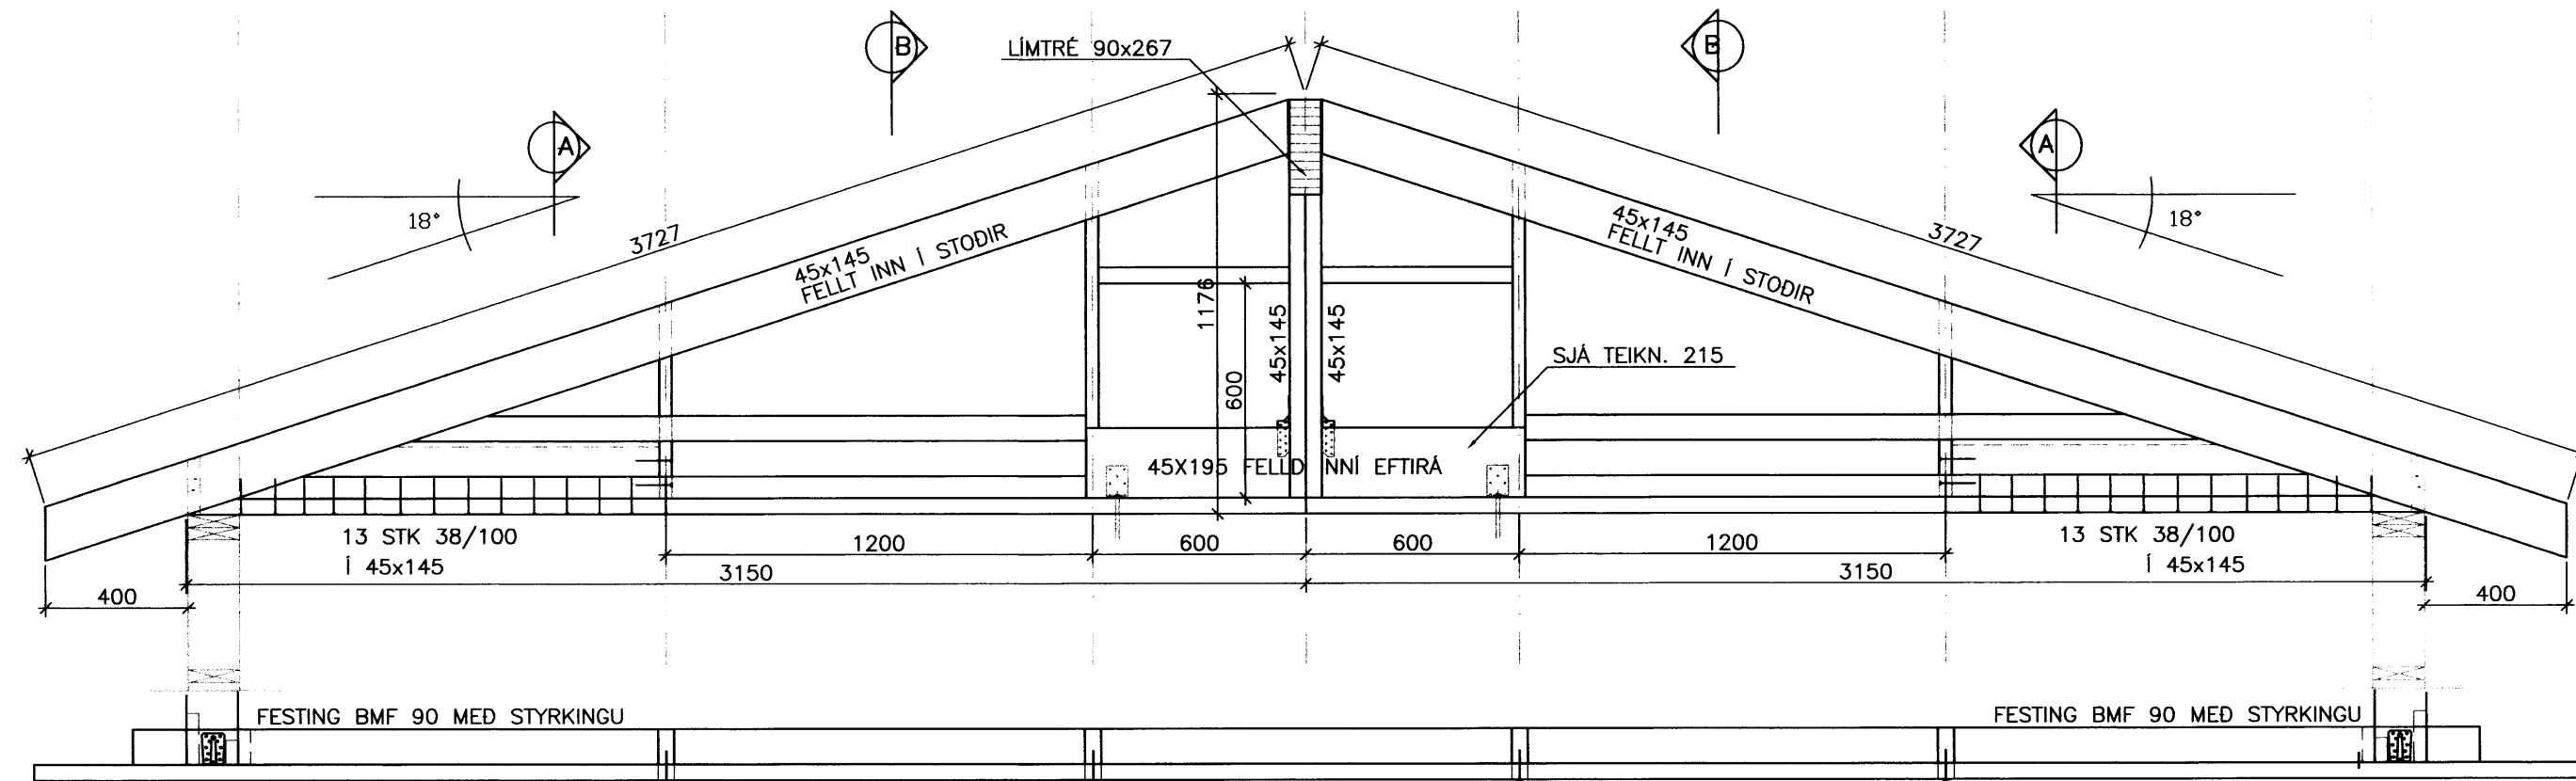 B
B
LÍMTRÉ 90x267
A
A
18°
18°
3727
3727
45x145
FELLT INN Í STOÐIR
45x145
FELLT INN Í STOÐIR
1176
600
45x145
45x145
SJÁ TEIKN. 215
45X195 FELLD NNÍ EFTIRÁ
13 STK 38/100
Í 45x145
13 STK 38/100
Í 45x145
1200
600
600
1200
3150
3150
400
400
FESTING BMF 90 MEÐ STYRKINGU
FESTING BMF 90 MEÐ STYRKINGU